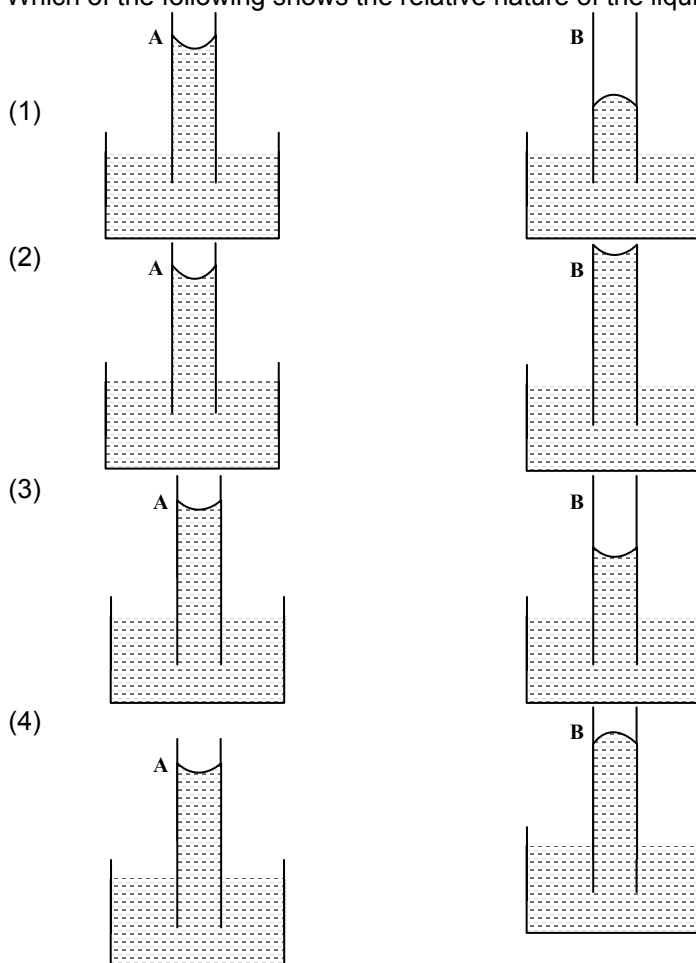 Which of the following shows the relative nature of the liqu
A B
(1)
(2)
A B
(3)
A B
(4)
A B